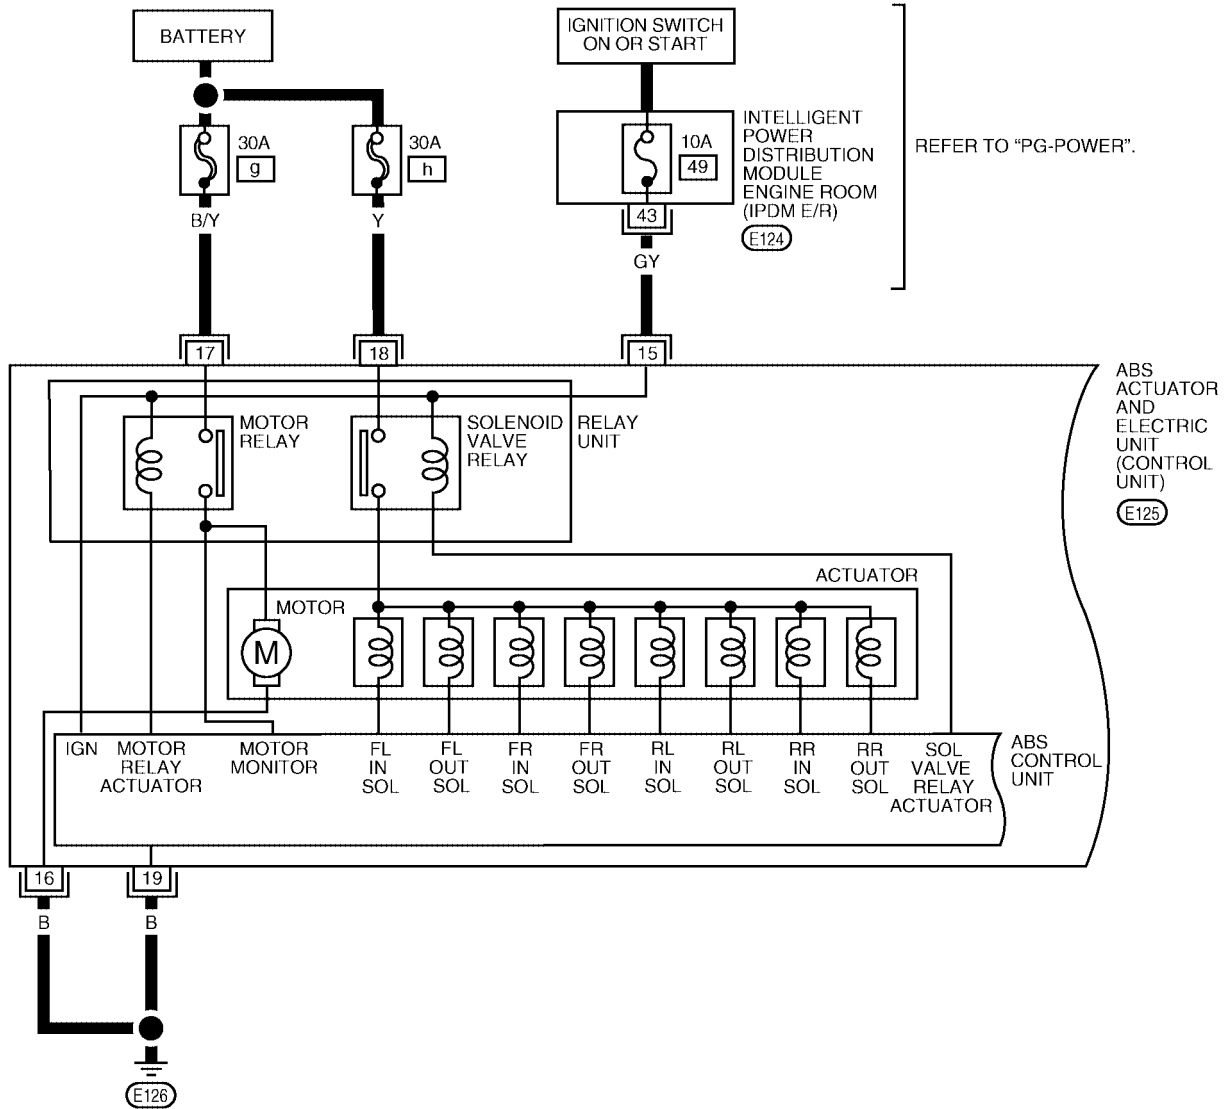 BATTERY
IGNITION SWITCH
ON OR START
30A
g
30A
h
10A
49
INTELLIGENT
POWER
DISTRIBUTION
MODULE
ENGINE ROOM
(IPDM E/R)
E124
REFER TO “PG-POWER”.
43
B/Y
Y
GY
17
18
15
ABS
ACTUATOR
AND
ELECTRIC
UNIT
(CONTROL
UNIT)
E125
MOTOR
RELAY
SOLENOID
VALVE
RELAY
RELAY
UNIT
ACTUATOR
MOTOR
M
IGN
MOTOR
RELAY
ACTUATOR
MOTOR
MONITOR
FL
IN
SOL
FL
OUT
SOL
FR
IN
SOL
FR
OUT
SOL
RL
IN
SOL
RL
OUT
SOL
RR
IN
SOL
RR
OUT
SOL
SOL
VALVE
RELAY
ACTUATOR
ABS
CONTROL
UNIT
16
19
B
B
E126